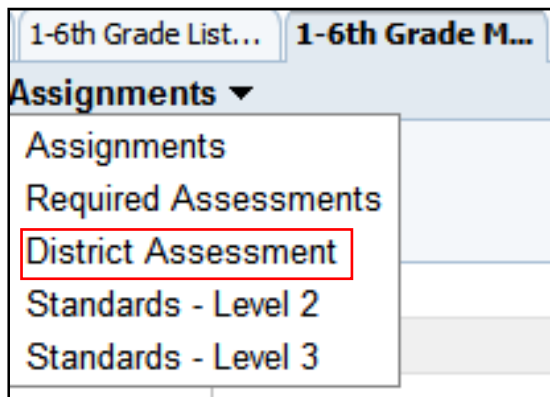 1-6th Grade List... 1-6th Grade M...
Assignments
Assignments
Required Assessments
District Assessment
Standards - Level 2
Standards - Level 3